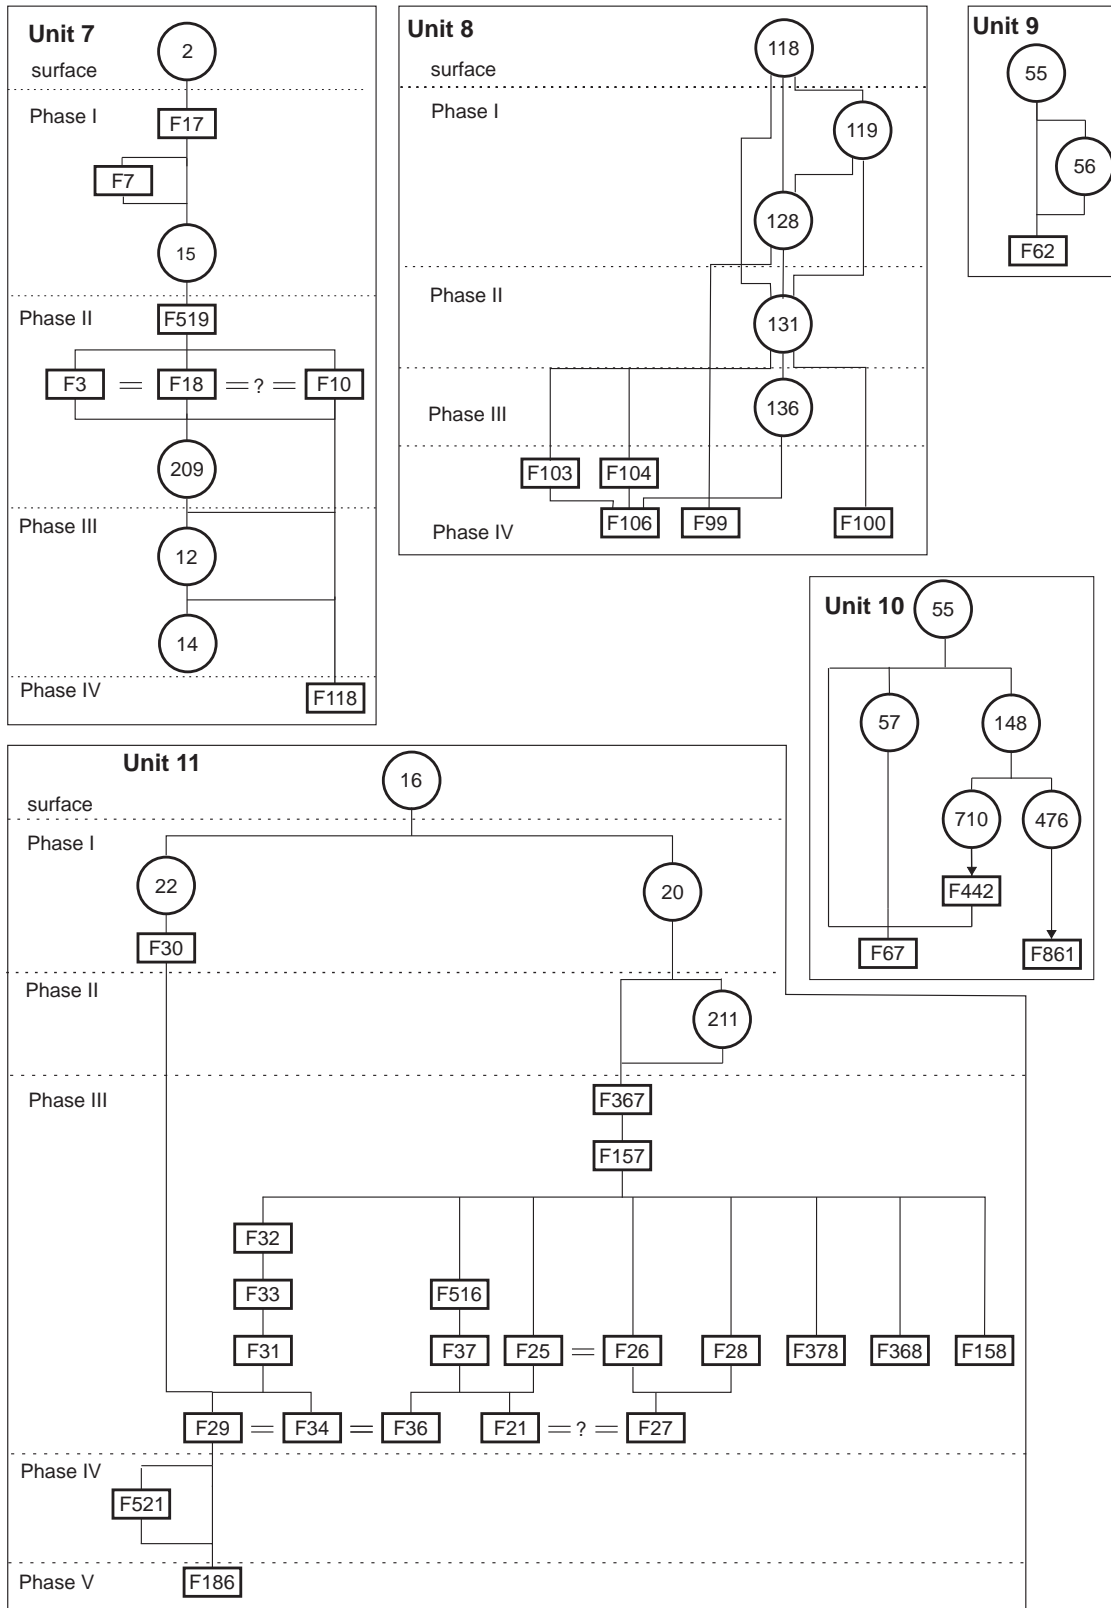 Unit 7
2
surface
Phase I
F17
F7
15
Phase II
F519
F3 = F18 = ? = F10
209
Phase III
12
14
Phase IV
F118
Unit 8
118
surface
Phase I
119
128
Phase II
131
Phase III
136
F103 F104
F106 F99 F100
Phase IV
Unit 9
55
56
F62
Unit 10
55
57 148
710 476
F442
F67 F861
Unit 11
16
surface
Phase I
22 20
F30
Phase II
211
Phase III
F367
F157
F32
F33 F516
F31 F37 F25 = F26 F28 F378 F368 F158
F29 = F34 = F36 F21 = ? = F27
Phase IV
F521
Phase V
F186